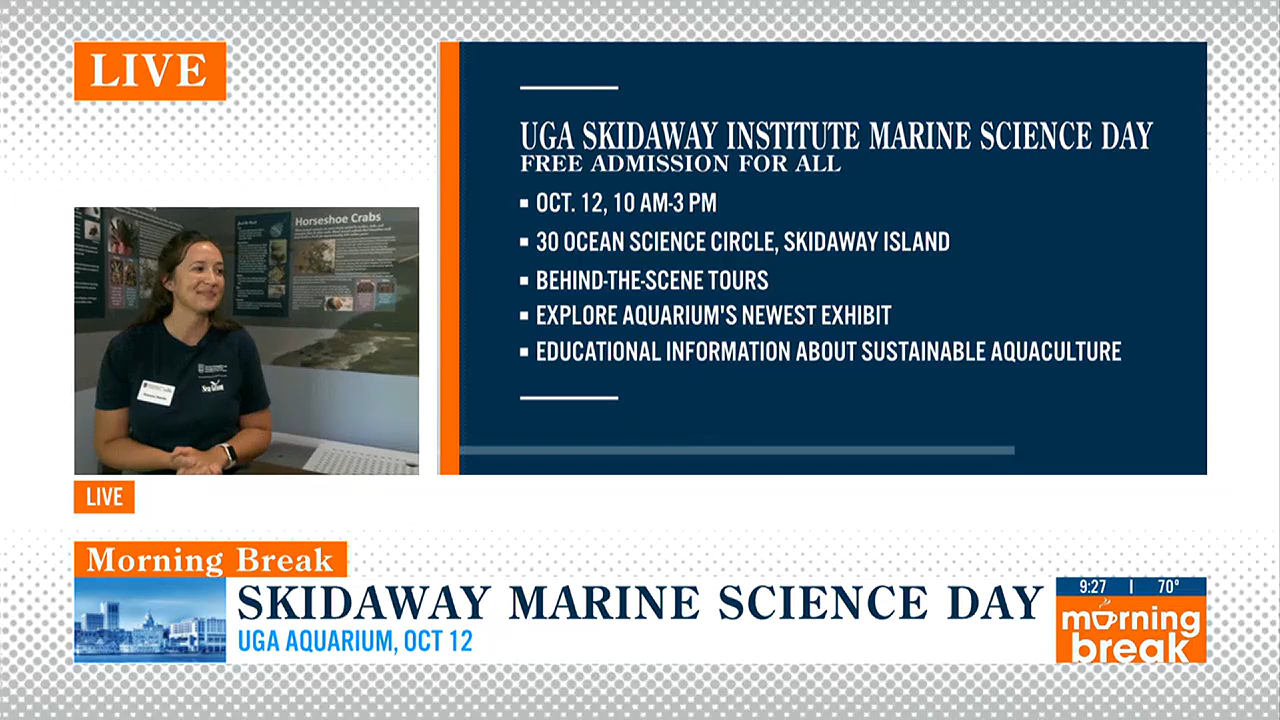 LIVE
UGA SKIDAWAY INSTITUTE MARINE SCIENCE DAY
FREE ADMISSION FOR ALL
▪ OCT. 12, 10 AM-3 PM
▪ 30 OCEAN SCIENCE CIRCLE, SKIDAWAY ISLAND
▪ BEHIND-THE-SCENE TOURS
▪ EXPLORE AQUARIUM'S NEWEST EXHIBIT
▪ EDUCATIONAL INFORMATION ABOUT SUSTAINABLE AQUACULTURE
Horseshoe Crabs
Sea Grant
LIVE
Morning Break
SKIDAWAY MARINE SCIENCE DAY
UGA AQUARIUM, OCT 12
9:27 | 70°
morning
break